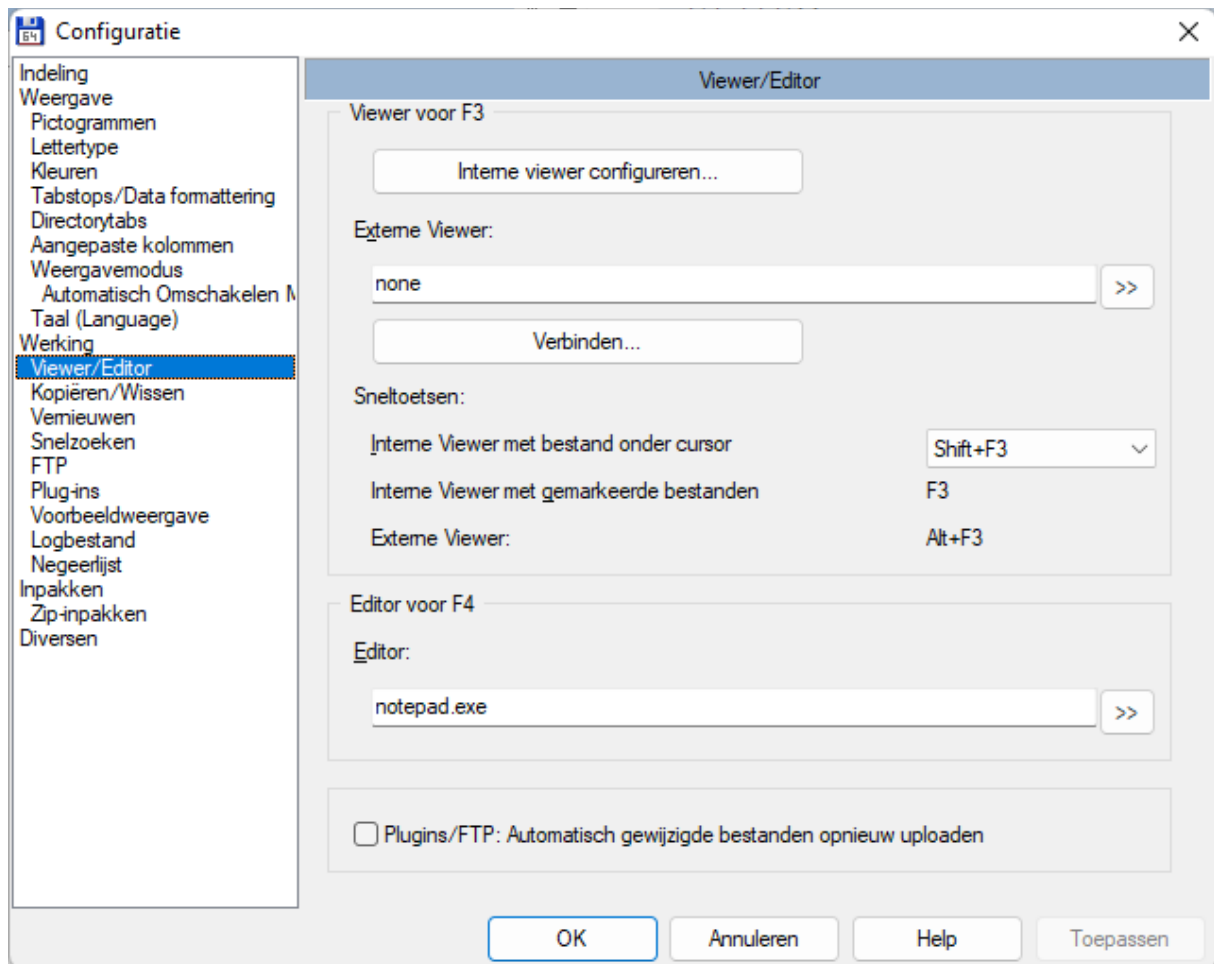 Configuratie
Indeling
Weergave
Pictogrammen
Lettertype
Kleuren
Tabstops/Data formattering
Directorytabs
Aangepaste kolommen
Weergavemodus
Automatisch Omschakelen M
Taal (Language)
Werking
Viewer/Editor
Kopiëren/Wissen
Vernieuwen
Snelzoeken
FTP
Plug-ins
Voorbeeldweergave
Logbestand
Negeerlijst
Inpakken
Zip-inpakken
Diversen
Viewer/Editor
Viewer voor F3
Interne viewer configureren...
Externe Viewer:
none
>>
Verbinden...
Sneltoetsen:
Interne Viewer met bestand onder cursor
Shift+F3
Interne Viewer met gemarkeerde bestanden
F3
Externe Viewer:
Alt+F3
Editor voor F4
Editor:
notepad.exe
>>
Plugins/FTP: Automatisch gewijzigde bestanden opnieuw uploaden
OK
Annuleren
Help
Toepassen